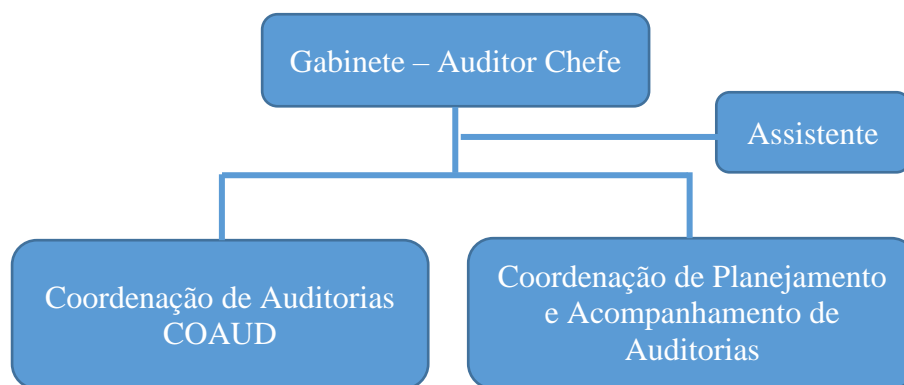 Gabinete – Auditor Chefe
Assistente
Coordenação de Auditorias
COAUD
Coordenação de Planejamento
e Acompanhamento de
Auditorias